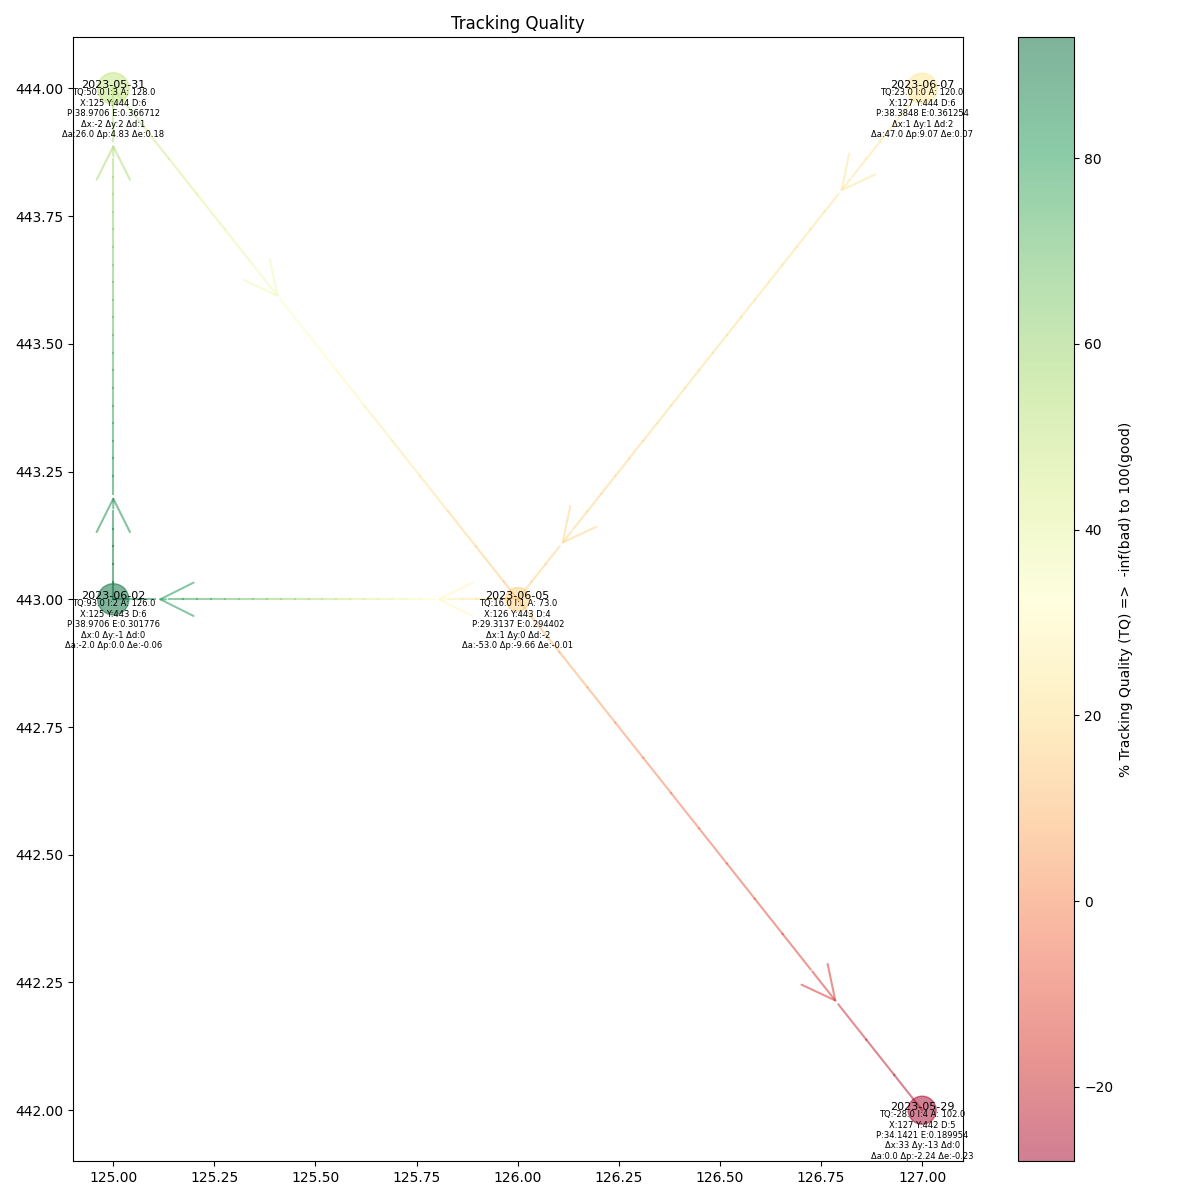 Tracking Quality
444.00
443.75
443.50
443.25
443.00
442.75
442.50
442.25
442.00
2023-05-31
TQ:50.0 I:3 A: 128.0
X:125 Y:444 D:6
P:38.9706 E:0.366712
Δx:-2 Δy:2 Δd:1
Δa:26.0 Δp:4.83 Δe:0.18
2023-06-07
TQ:23.0 I:0 A: 120.0
X:127 Y:444 D:6
P:38.3848 E:0.361254
Δx:1 Δy:1 Δd:2
Δa:47.0 Δp:9.07 Δe:0.07
2023-06-02
TQ:93.0 I:2 A: 126.0
X:125 Y:443 D:6
P:38.9706 E:0.301776
Δx:0 Δy:-1 Δd:0
Δa:-2.0 Δp:0.0 Δe:-0.06
2023-06-05
TQ:16.0 I:1 A: 73.0
X:126 Y:443 D:4
P:29.3137 E:0.294402
Δx:1 Δy:0 Δd:-2
Δa:-53.0 Δp:-9.66 Δe:-0.01
2023-05-29
TQ:-28.0 I:4 A: 102.0
X:127 Y:442 D:5
P:34.1421 E:0.189954
Δx:33 Δy:-13 Δd:0
Δa:0.0 Δp:-2.24 Δe:-0.23
125.00 125.25 125.50 125.75 126.00 126.25 126.50 126.75 127.00
80
60
40
20
0
−20
% Tracking Quality (TQ) => -inf(bad) to 100(good)